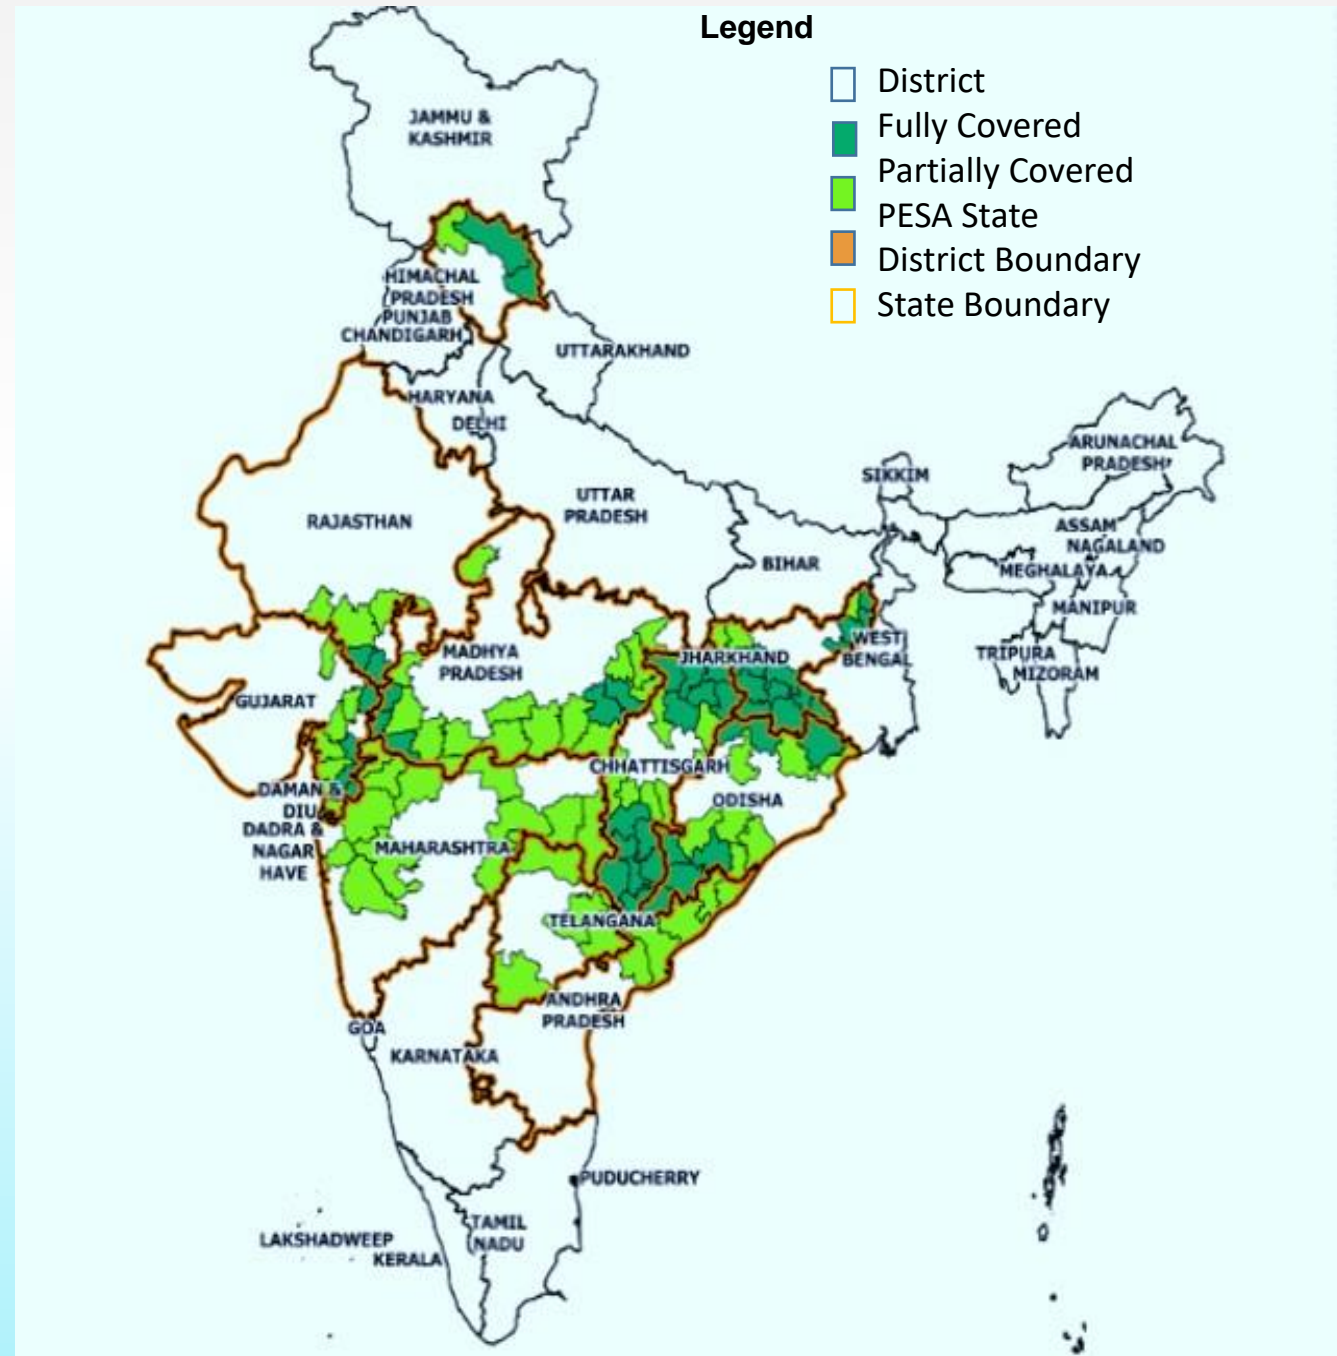 Legend
District
Fully Covered
Partially Covered
PESA State
District Boundary
State Boundary
JAMMU &
KASHMIR
HIMACHAL
PRADESH
PUNJAB
CHANDIGARH
UTTARAKHAND
HARYANA
DELHI
ARUNACHAL
PRADESH
SIKKIM
UTTAR
PRADESH
RAJASTHAN
ASSAM
NAGALAND
BIHAR
MEGHALAYA
MANIPUR
WEST
BENGAL
TRIPURA
MIZORAM
JHARKHAND
MADHYA
PRADESH
GUJARAT
CHHATTISGARH
ODISHA
DAMAN &
DIU
DADRA &
NAGAR
HAVE
MAHARASHTRA
TELANGANA
ANDHRA
PRADESH
GOA
KARNATAKA
PUDUCHERRY
TAMIL
NADU
LAKSHADWEEP
KERALA